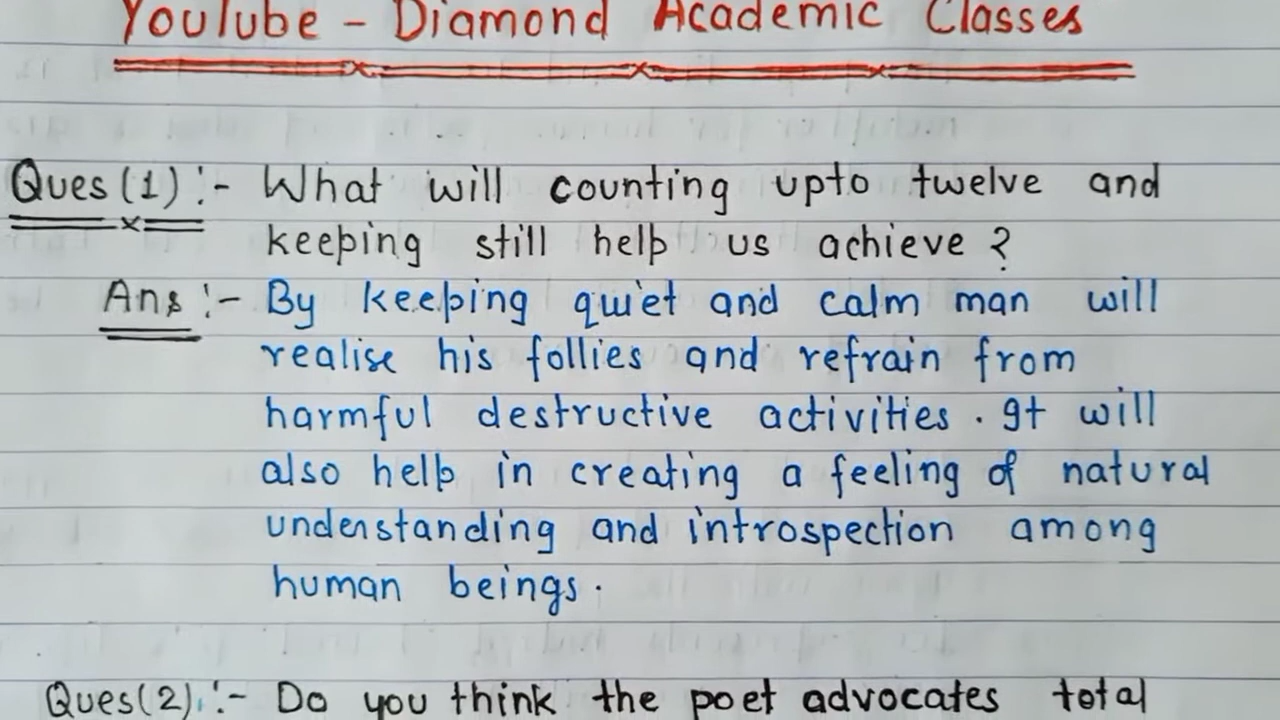 YouTube - Diamond Academic Classes
Ques (1) :- What will counting upto twelve and
keeping still help us achieve ?
Ans :- By keeping quiet and calm man will
realise his follies and refrain from
harmful destructive activities. It will
also help in creating a feeling of natural
understanding and introspection among
human beings.
Ques(2) :- Do you think the poet advocates total